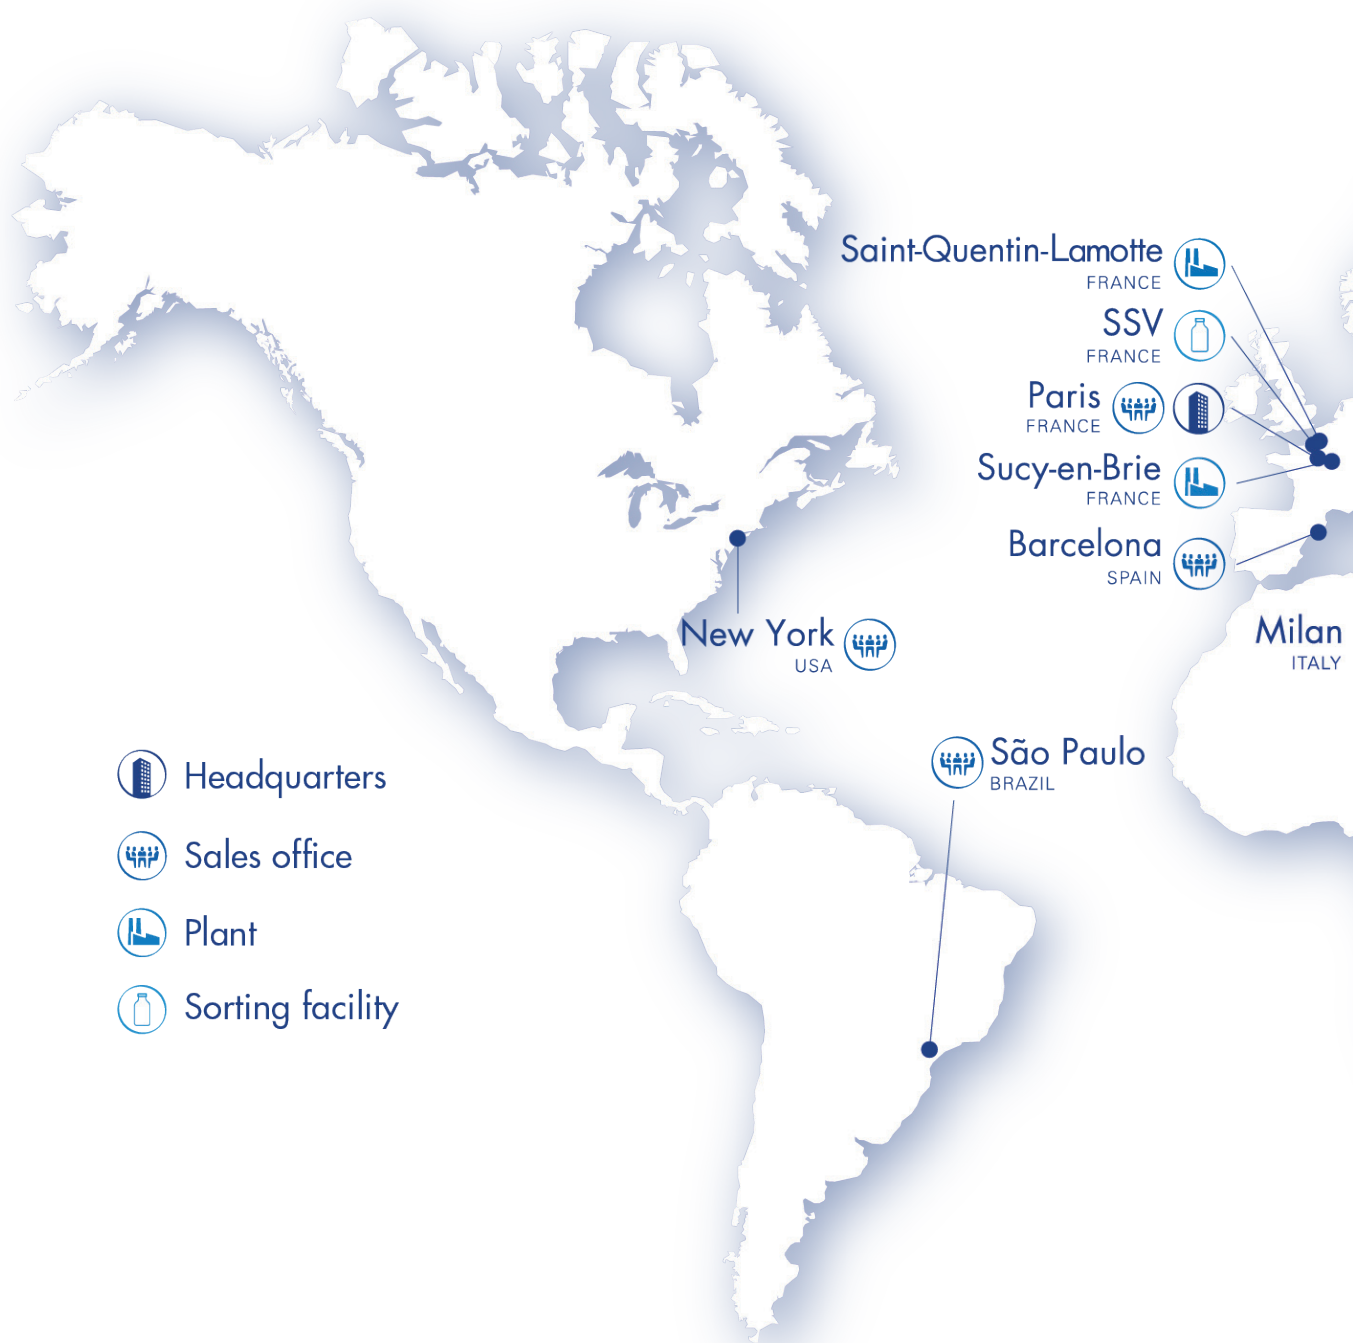 Saint-Quentin-Lamotte
FRANCE
SSV
FRANCE
Paris
FRANCE
Sucy-en-Brie
FRANCE
Barcelona
SPAIN
Milan
ITALY
New York
USA
São Paulo
BRAZIL
Headquarters
Sales office
Plant
Sorting facility